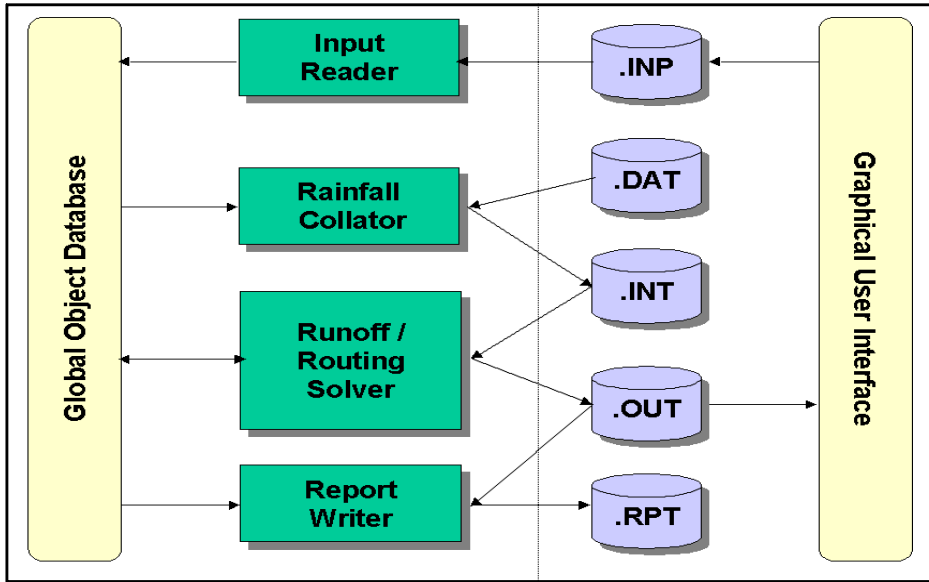 Global Object Database
Input
Reader
.INP
Rainfall
Collator
.DAT
.INT
Runoff /
Routing
Solver
.OUT
Report
Writer
.RPT
Graphical User Interface